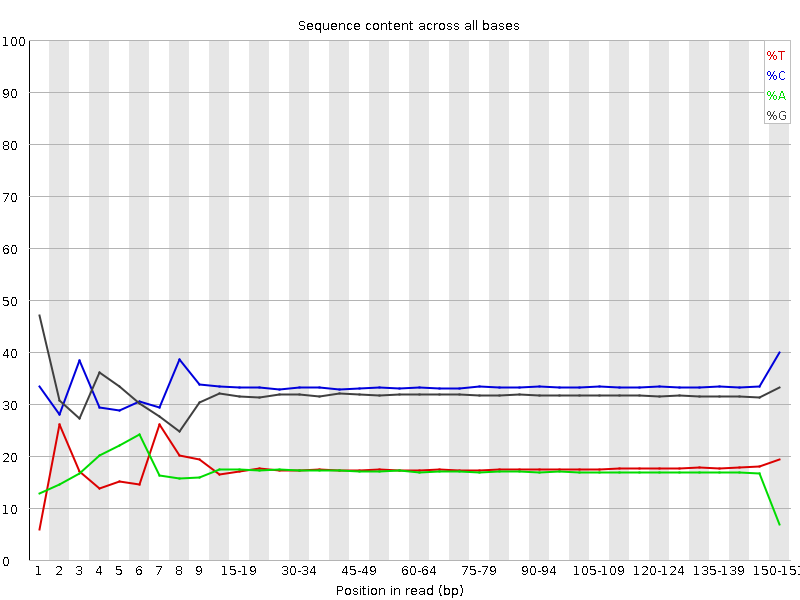 Sequence content across all bases
100
90
80
70
60
50
40
30
20
10
0
%T
%C
%A
%G
1 2 3 4 5 6 7 8 9 15-19 30-34 45-49 60-64 75-79 90-94 105-109 120-124 135-139 150-151
Position in read (bp)